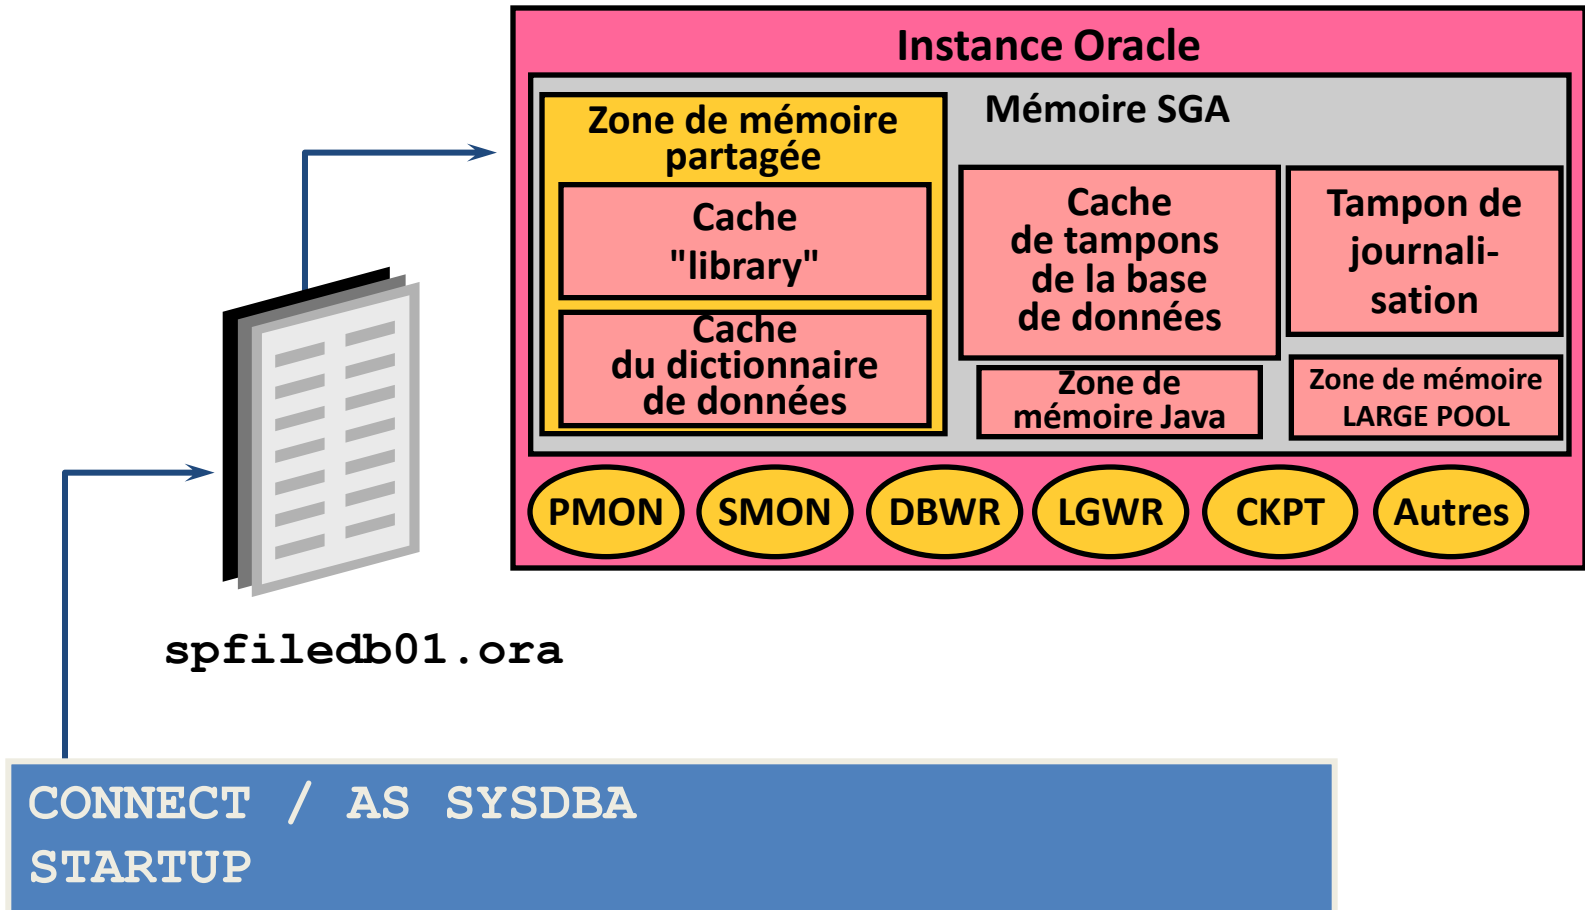 Instance Oracle
Mémoire SGA
Zone de mémoire
partagée
Cache
"library"
Cache
du dictionnaire
de données
Cache
de tampons
de la base
de données
Tampon de
journali-
sation
Zone de
mémoire Java
Zone de mémoire
LARGE POOL
PMON
SMON
DBWR
LGWR
CKPT
Autres
spfiledb01.ora
CONNECT / AS SYSDBA
STARTUP